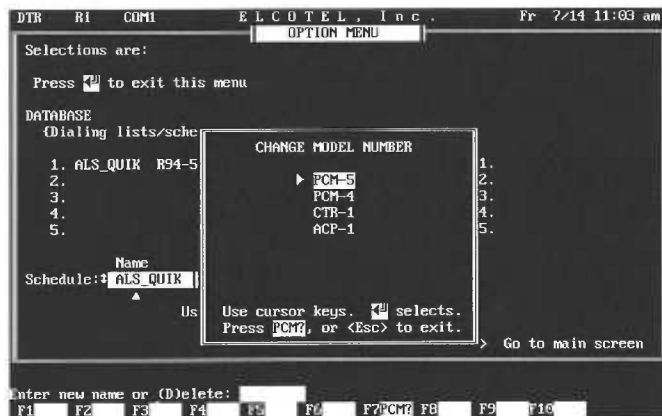 DTR RI COM1 ELCOTEL, Inc. Fr 7/14 11:03 am
OPTION MENU
Selections are:
Press to exit this menu
DATABASE
(Dialing lists/sche
1. ALS_QUIK R94-5
2.
3.
4.
5.
CHANGE MODEL NUMBER
PCM-5
PCM-4
CTR-1
ACP-1
Use cursor keys. selects.
Press PCM?, or <Esc> to exit.
1.
2.
3.
4.
5.
Name
Schedule: ALS_QUIK
Us
> Go to main screen
Enter new name or (D)elete:
F1 F2 F3 F4 F5 F6 F7PCM? F8 F9 F10